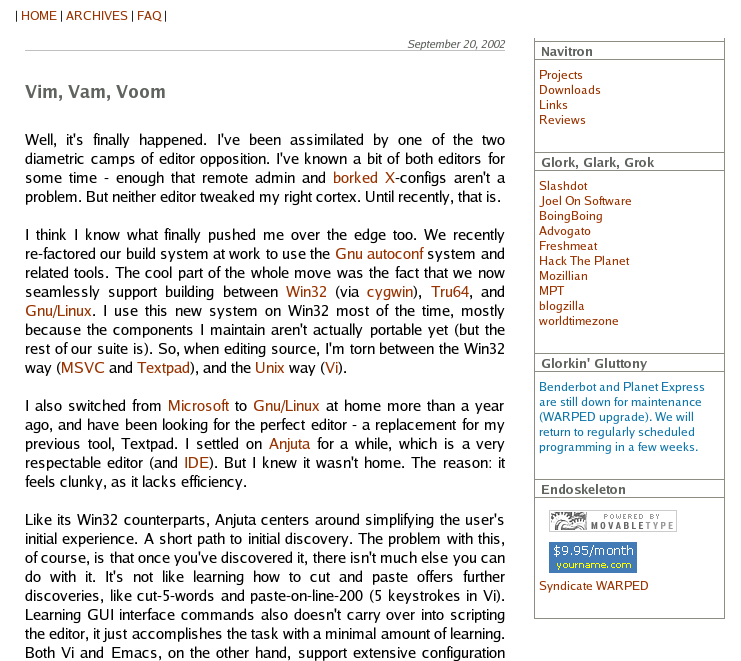 | HOME | ARCHIVES | FAQ |
September 20, 2002
Vim, Vam, Voom
Well, it's finally happened. I've been assimilated by one of the two
diametric camps of editor opposition. I've known a bit of both editors for
some time - enough that remote admin and borked X-configs aren't a
problem. But neither editor tweaked my right cortex. Until recently, that is.
I think I know what finally pushed me over the edge too. We recently
re-factored our build system at work to use the Gnu autoconf system and
related tools. The cool part of the whole move was the fact that we now
seamlessly support building between Win32 (via cygwin), Tru64, and
Gnu/Linux. I use this new system on Win32 most of the time, mostly
because the components I maintain aren't actually portable yet (but the
rest of our suite is). So, when editing source, I'm torn between the Win32
way (MSVC and Textpad), and the Unix way (Vi).
I also switched from Microsoft to Gnu/Linux at home more than a year
ago, and have been looking for the perfect editor - a replacement for my
previous tool, Textpad. I settled on Anjuta for a while, which is a very
respectable editor (and IDE). But I knew it wasn't home. The reason: it
feels clunky, as it lacks efficiency.
Like its Win32 counterparts, Anjuta centers around simplifying the user's
initial experience. A short path to initial discovery. The problem with this,
of course, is that once you've discovered it, there isn't much else you can
do with it. It's not like learning how to cut and paste offers further
discoveries, like cut-5-words and paste-on-line-200 (5 keystrokes in Vi).
Learning GUI interface commands also doesn't carry over into scripting
the editor, it just accomplishes the task with a minimal amount of learning.
Both Vi and Emacs, on the other hand, support extensive configuration
Navitron
Projects
Downloads
Links
Reviews
Glork, Glark, Grok
Slashdot
Joel On Software
BoingBoing
Advogato
Freshmeat
Hack The Planet
Mozillian
MPT
blogzilla
worldtimezone
Glorkin' Gluttony
Benderbot and Planet Express
are still down for maintenance
(WARPED upgrade). We will
return to regularly scheduled
programming in a few weeks.
Endoskeleton
POWERED BY
MOVABLETYPE
$9.95/month
yourname.com
Syndicate WARPED